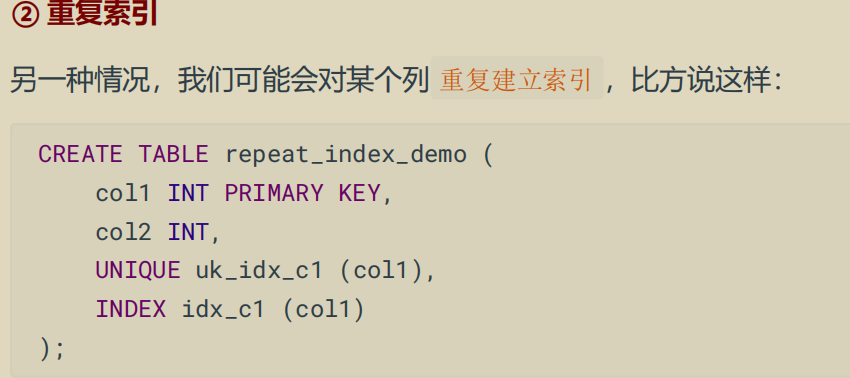 ② 重复索引
另一种情况，我们可能会对某个列 重复建立索引 ，比方说这样：
CREATE TABLE repeat_index_demo (
    col1 INT PRIMARY KEY,
    col2 INT,
    UNIQUE uk_idx_c1 (col1),
    INDEX idx_c1 (col1)
);